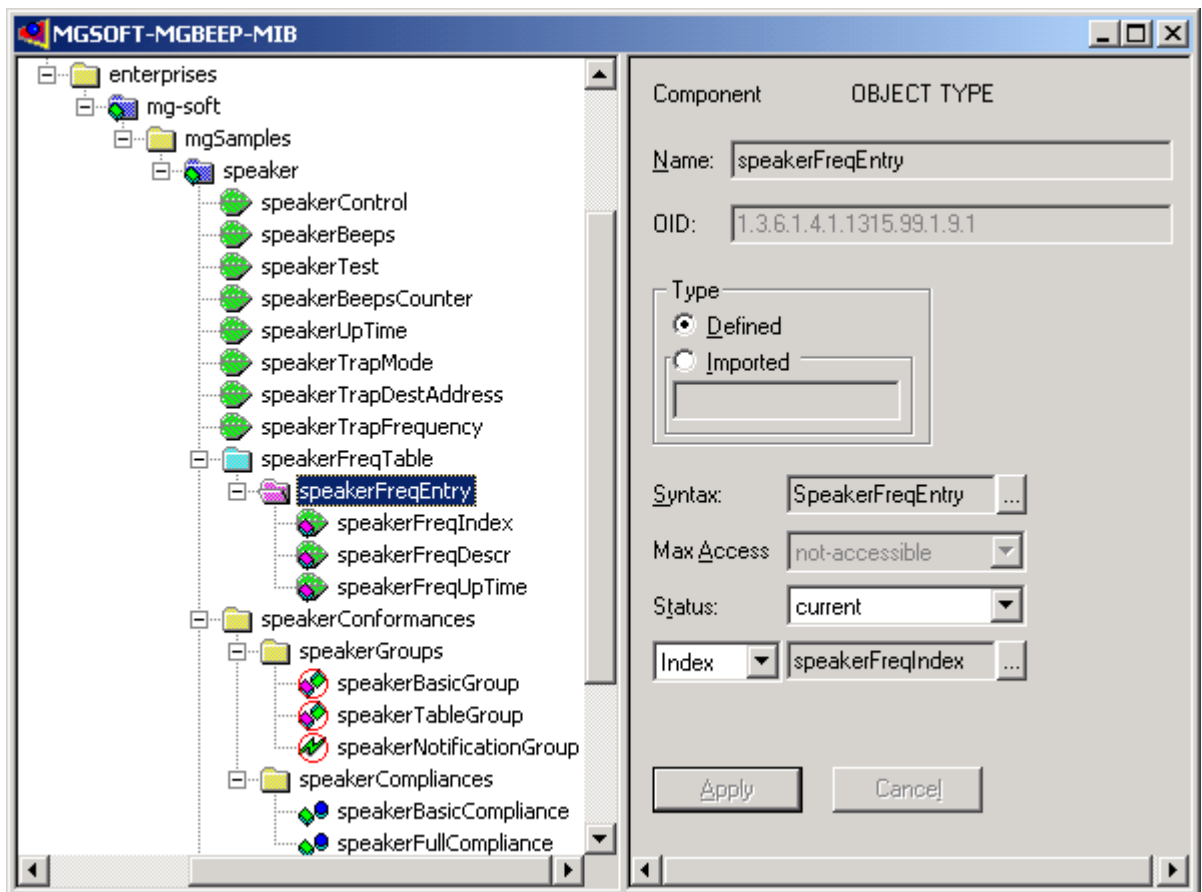 MGSOFT-MGBEEP-MIB
enterprises
mg-soft
mgSamples
speaker
speakerControl
speakerBeeps
speakerTest
speakerBeepsCounter
speakerUpTime
speakerTrapMode
speakerTrapDestAddress
speakerTrapFrequency
speakerFreqTable
speakerFreqEntry
speakerFreqIndex
speakerFreqDescr
speakerFreqUpTime
speakerConformances
speakerGroups
speakerBasicGroup
speakerTableGroup
speakerNotificationGroup
speakerCompliances
speakerBasicCompliance
speakerFullCompliance
Component OBJECT TYPE
Name: speakerFreqEntry
OID: 1.3.6.1.4.1.1315.99.1.9.1
Type
Defined
Imported
Syntax: SpeakerFreqEntry ...
Max Access not-accessible
Status: current
Index speakerFreqIndex ...
Apply Cancel